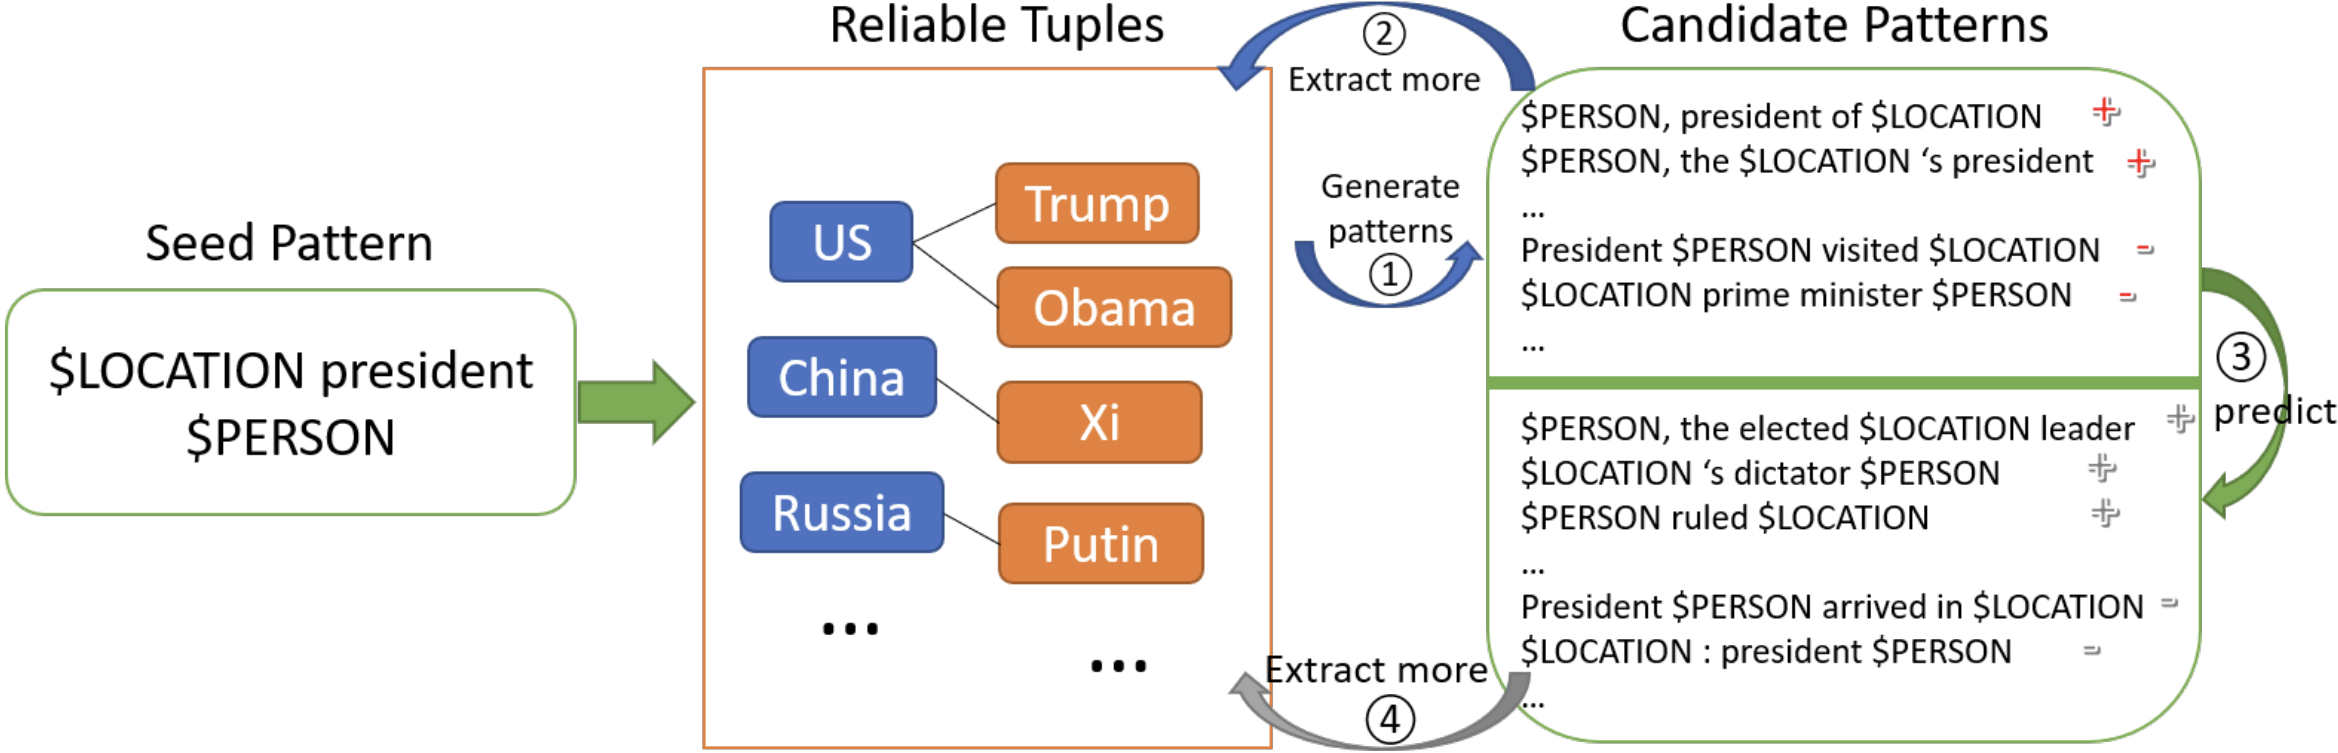 Seed Pattern
$LOCATION president
$PERSON
Reliable Tuples
US
Trump
Obama
China
Xi
Russia
Putin
...
...
②
Extract more
Generate
patterns
①
Extract more
④
Candidate Patterns
$PERSON, president of $LOCATION +
$PERSON, the $LOCATION ‘s president +
...
President $PERSON visited $LOCATION -
$LOCATION prime minister $PERSON -
...
③
predict
$PERSON, the elected $LOCATION leader +
$LOCATION ‘s dictator $PERSON +
$PERSON ruled $LOCATION +
...
President $PERSON arrived in $LOCATION -
$LOCATION : president $PERSON -
...